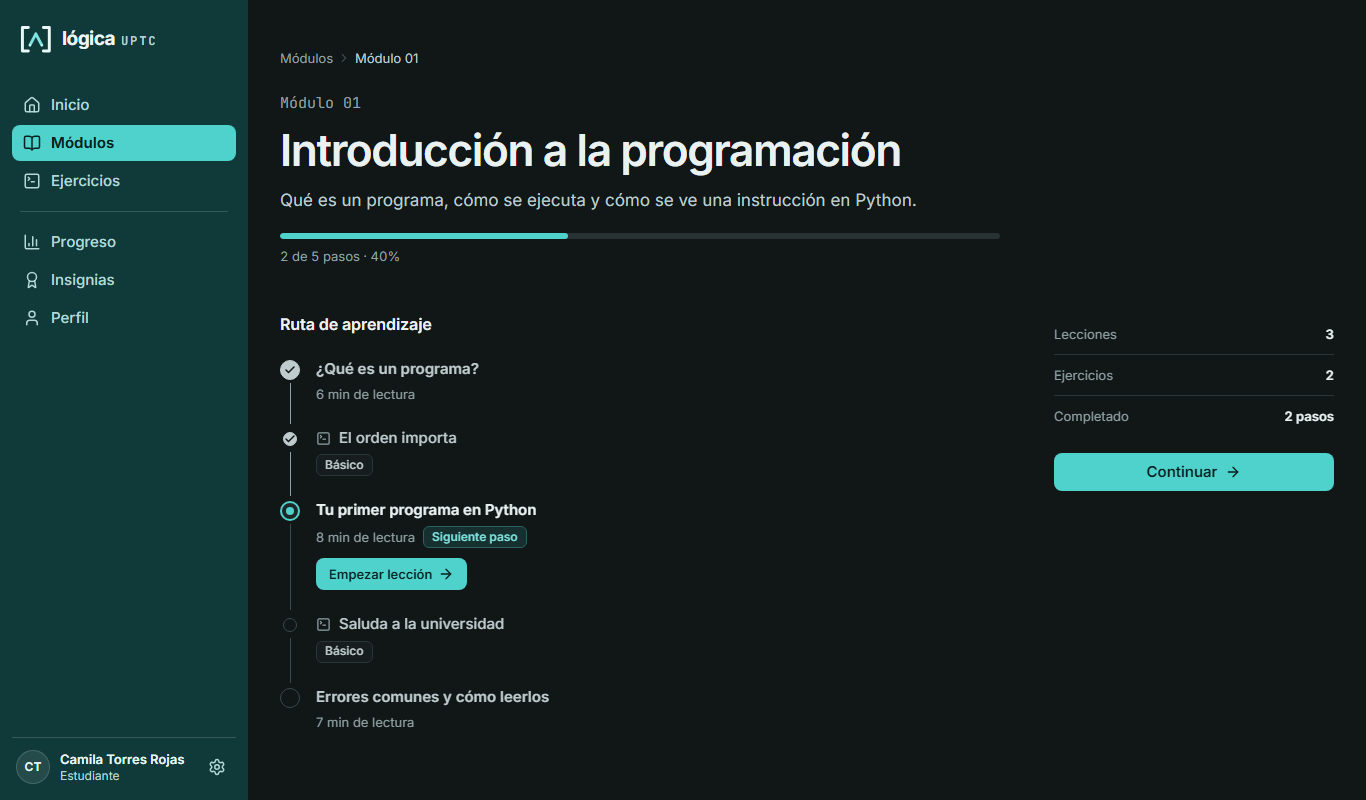 lógica UPTC
Inicio
Módulos
Ejercicios
Progreso
Insignias
Perfil
CT
Camila Torres Rojas
Estudiante
Módulos > Módulo 01
Módulo 01
Introducción a la programación
Qué es un programa, cómo se ejecuta y cómo se ve una instrucción en Python.
2 de 5 pasos · 40%
Ruta de aprendizaje
¿Qué es un programa?
6 min de lectura
El orden importa
Básico
Tu primer programa en Python
8 min de lectura Siguiente paso
Empezar lección →
Saluda a la universidad
Básico
Errores comunes y cómo leerlos
7 min de lectura
Lecciones 3
Ejercicios 2
Completado 2 pasos
Continuar →